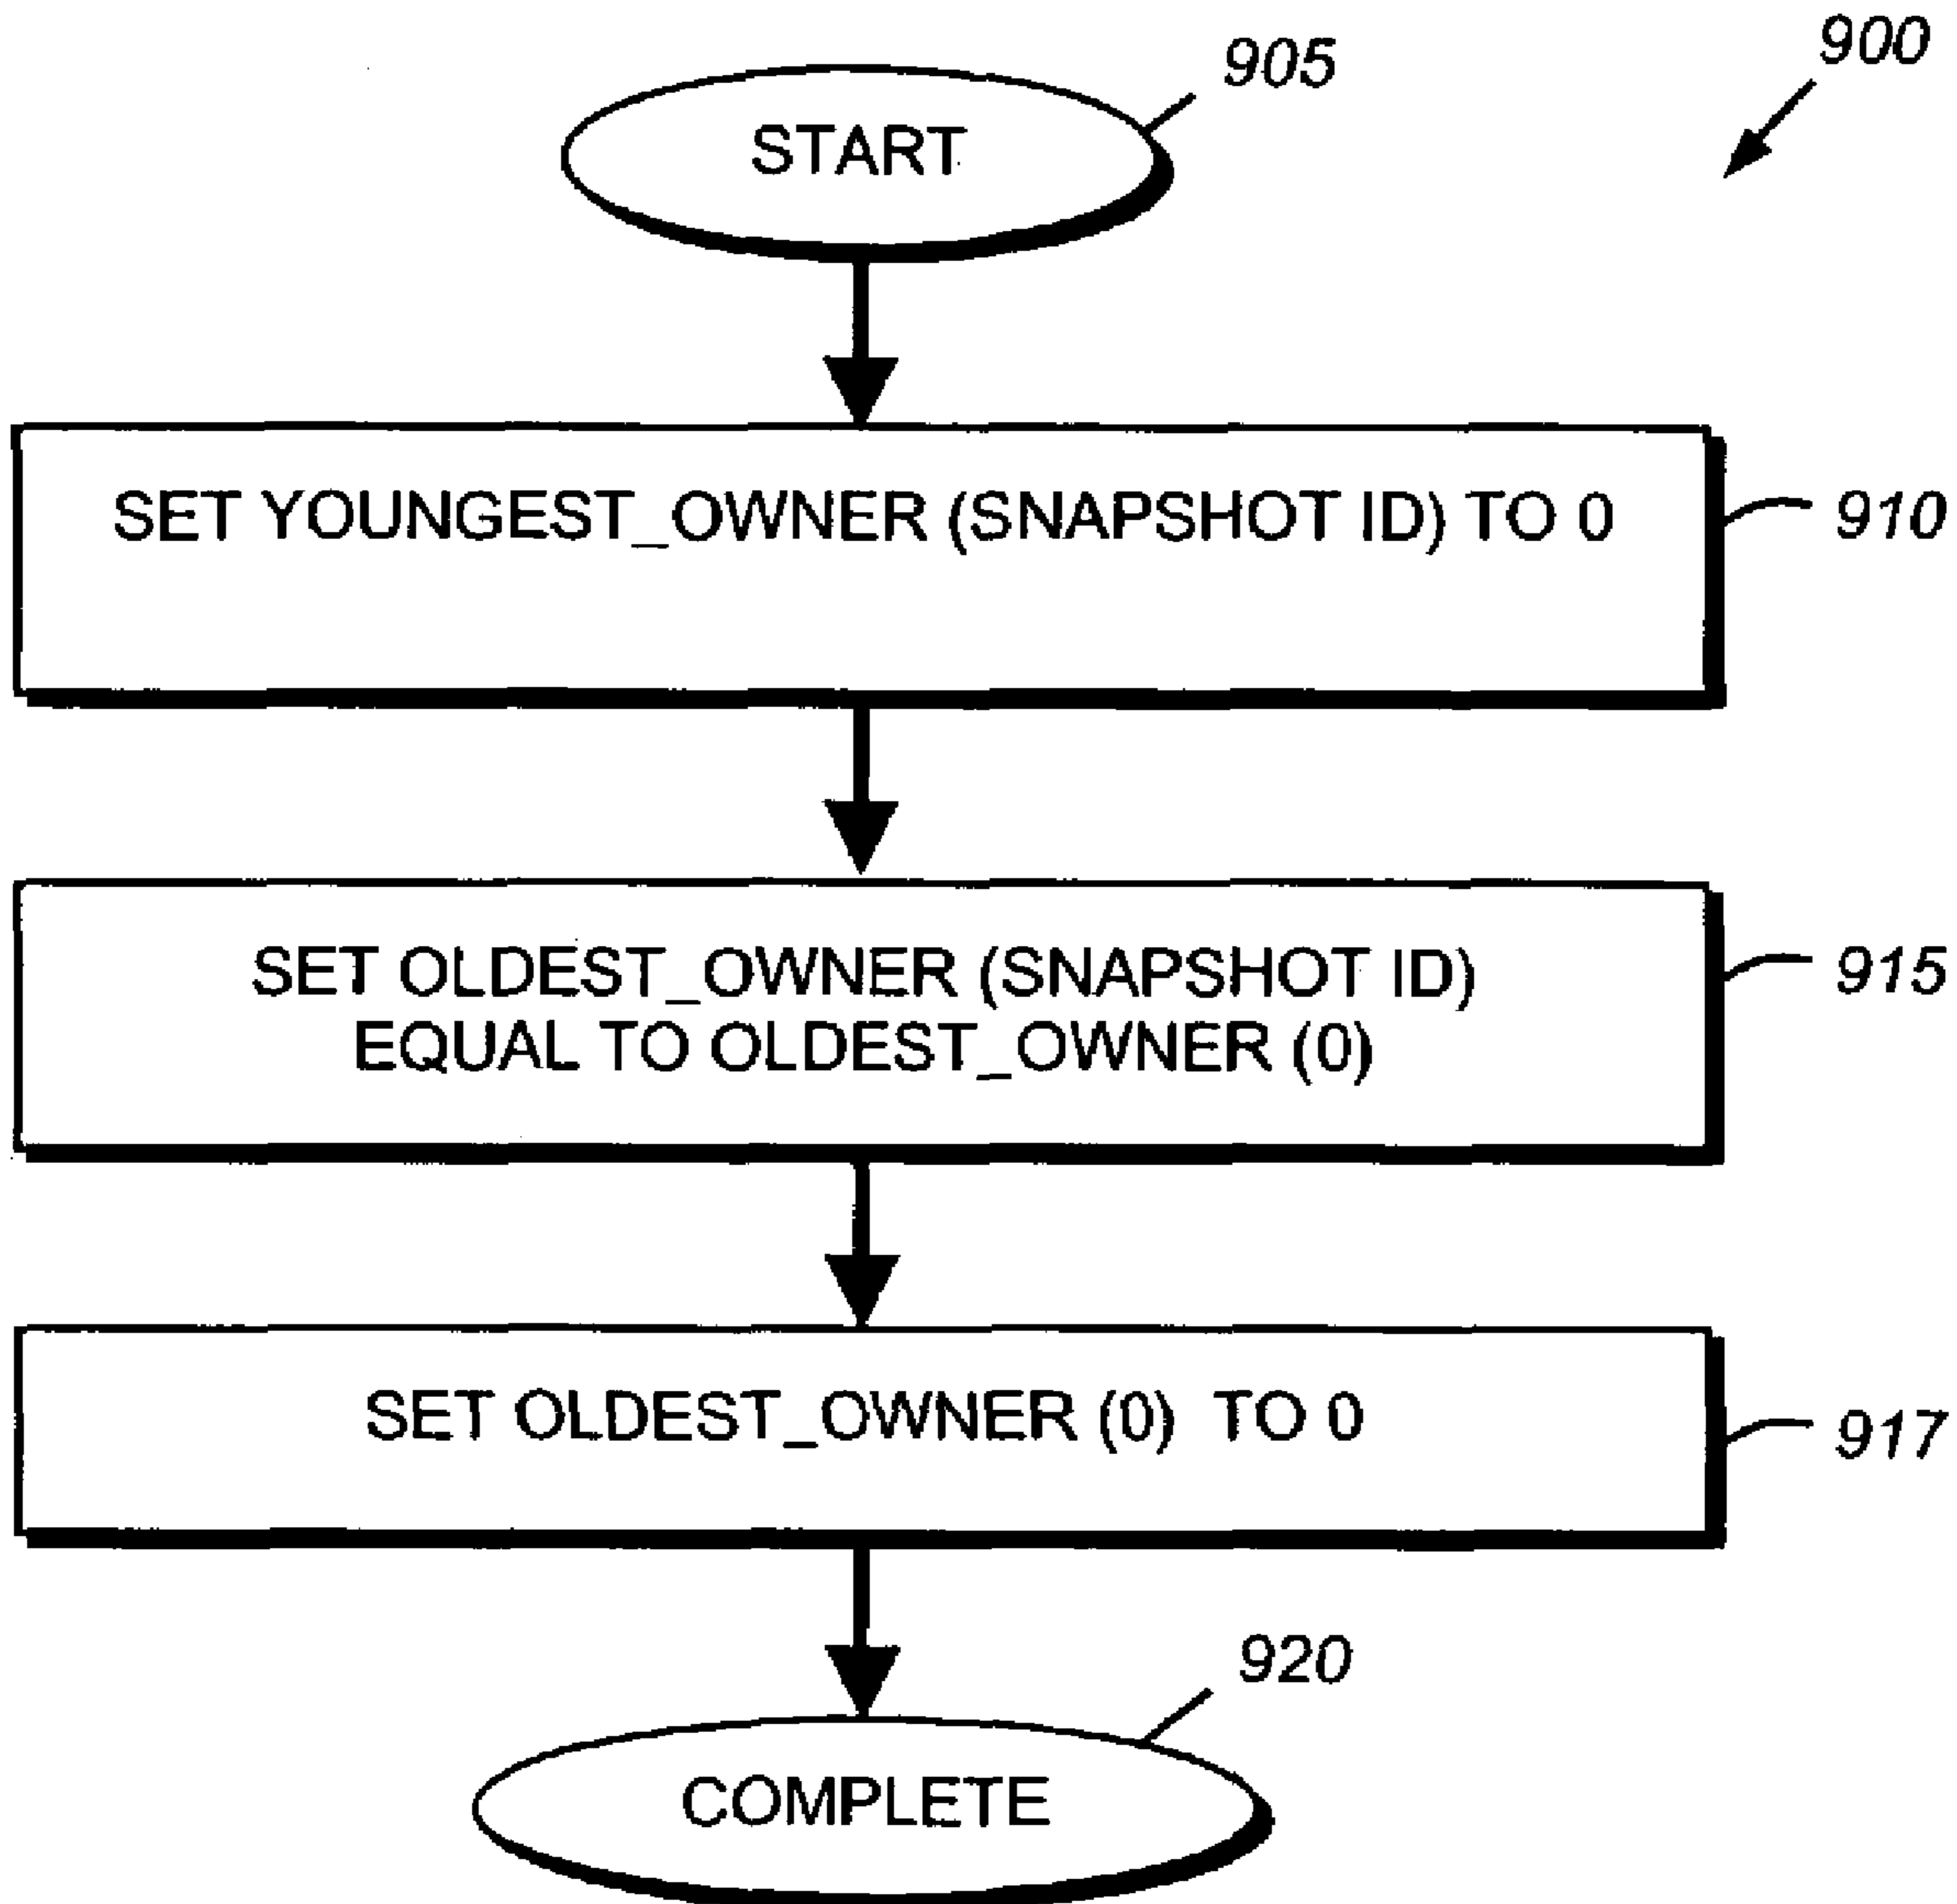 900
905
START
SET YOUNGEST_OWNER (SNAPSHOT ID) TO 0
910
SET OLDEST_OWNER (SNAPSHOT ID)
EQUAL TO OLDEST_OWNER (0)
915
SET OLDEST_OWNER (0) TO 0
917
920
COMPLETE